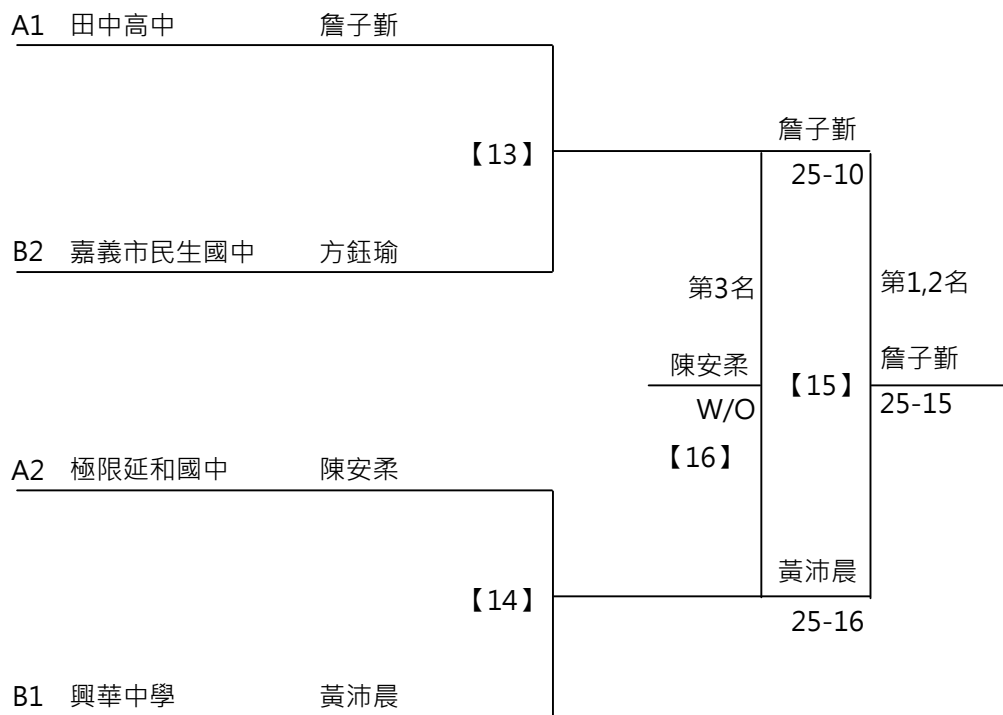 A1 田中高中 詹子靳
詹子靳
【13】
25-10
B2 嘉義市民生國中 方鈺瑜
第3名
第1,2名
陳安柔
【15】
詹子靳
W/O
25-15
【16】
A2 極限延和國中 陳安柔
黃沛晨
【14】
25-16
B1 興華中學 黃沛晨